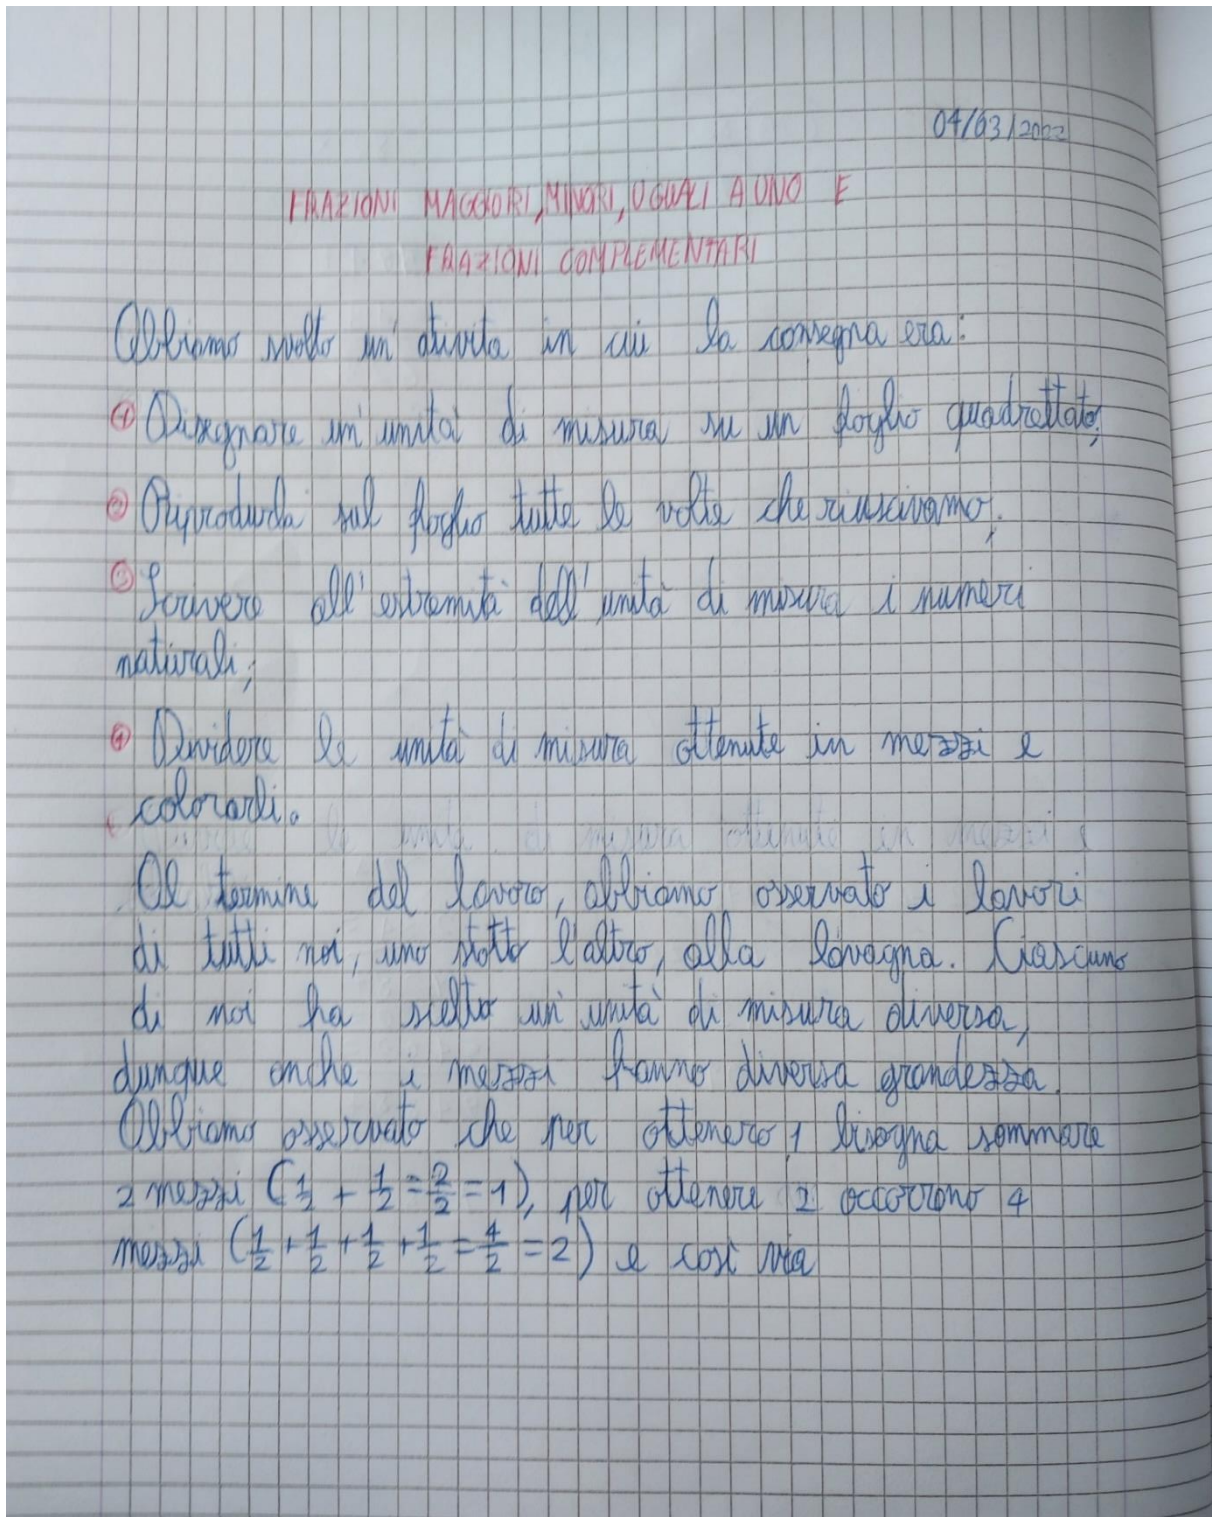 04/03/2022
FRAZIONI MAGGIORI, MINORI, UGUALI A UNO E
FRAZIONI COMPLEMENTARI
Abbiamo svolto un' ativita in cui la consegna era:
1 Disegnare un' unità di misura su un foglio quadrettato;
2 Riprodurla sul foglio tutte le volte che riuscivamo;
3 Scrivere all' estremità dell' unità di misura i numeri
naturali;
4 Dividere le unità di misura ottenute in mezzi e
colorarli.
Al termine del lavoro, abbiamo osservato i lavori
di tutti noi, uno stotto l'altro, alla lavagna. Ciascuno
di noi ha scelto un' unità di misura diversa,
dunque anche i mezzi hanno diversa grandezza.
Abbiamo osservato che per ottenere 1 bisogna sommare
2 mezzi (1/2 + 1/2 = 2/2 = 1), per ottenere 2 occorrono 4
mezzi (1/2 + 1/2 + 1/2 + 1/2 = 4/2 = 2) e così via